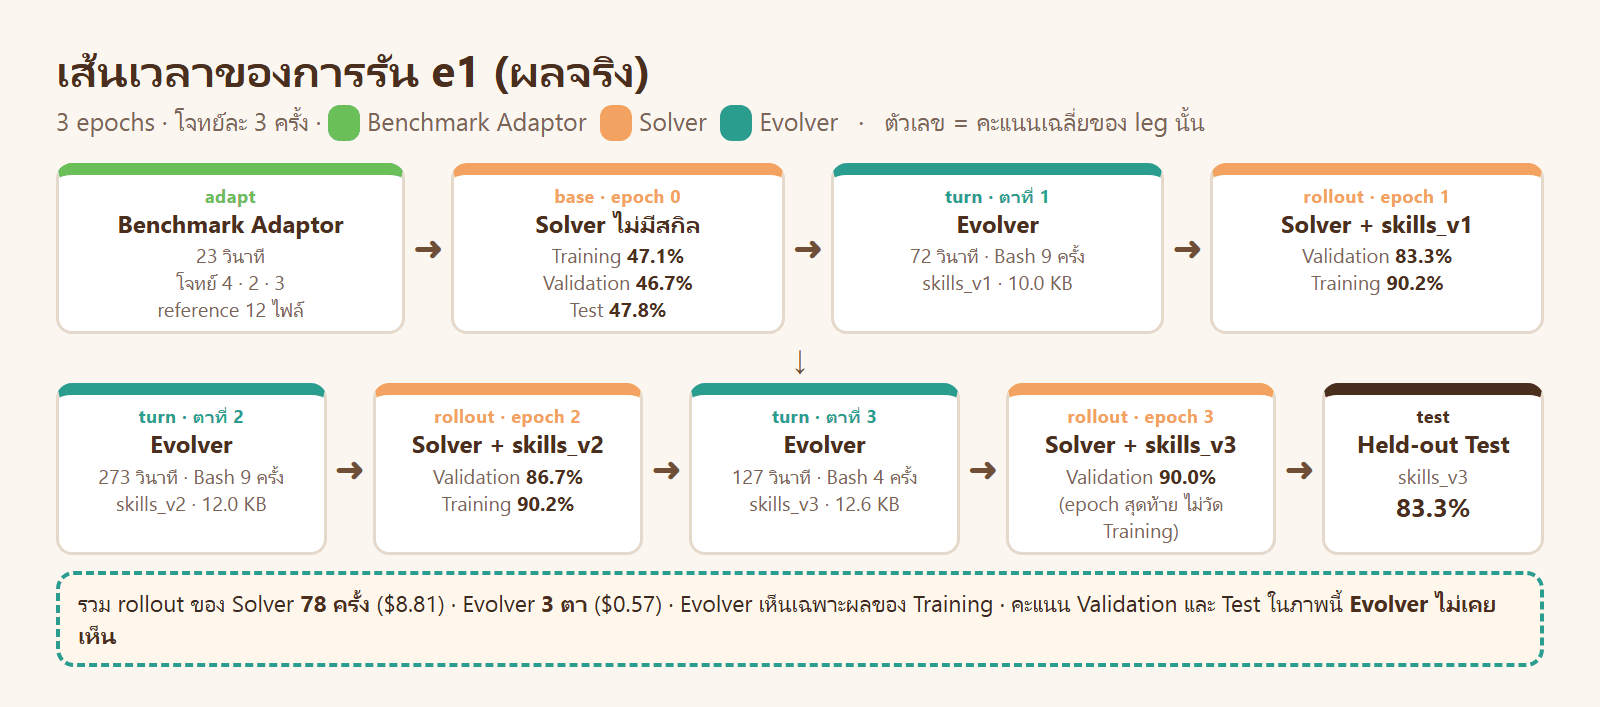 เส้นเวลาของการรัน e1 (ผลจริง)
3 epochs · โจทย์ละ 3 ครั้ง · Benchmark Adaptor Solver Evolver · ตัวเลข = คะแนนเฉลี่ยของ leg นั้น
adapt
Benchmark Adaptor
23 วินาที
โจทย์ 4 · 2 · 3
reference 12 ไฟล์
➜
base · epoch 0
Solver ไม่มีสกิล
Training 47.1%
Validation 46.7%
Test 47.8%
➜
turn · ตาที่ 1
Evolver
72 วินาที · Bash 9 ครั้ง
skills_v1 · 10.0 KB
➜
rollout · epoch 1
Solver + skills_v1
Validation 83.3%
Training 90.2%
↓
turn · ตาที่ 2
Evolver
273 วินาที · Bash 9 ครั้ง
skills_v2 · 12.0 KB
➜
rollout · epoch 2
Solver + skills_v2
Validation 86.7%
Training 90.2%
➜
turn · ตาที่ 3
Evolver
127 วินาที · Bash 4 ครั้ง
skills_v3 · 12.6 KB
➜
rollout · epoch 3
Solver + skills_v3
Validation 90.0%
(epoch สุดท้าย ไม่วัด
Training)
➜
test
Held-out Test
skills_v3
83.3%
รวม rollout ของ Solver 78 ครั้ง ($8.81) · Evolver 3 ตา ($0.57) · Evolver เห็นเฉพาะผลของ Training · คะแนน Validation และ Test ในภาพนี้ Evolver ไม่เคย
เห็น